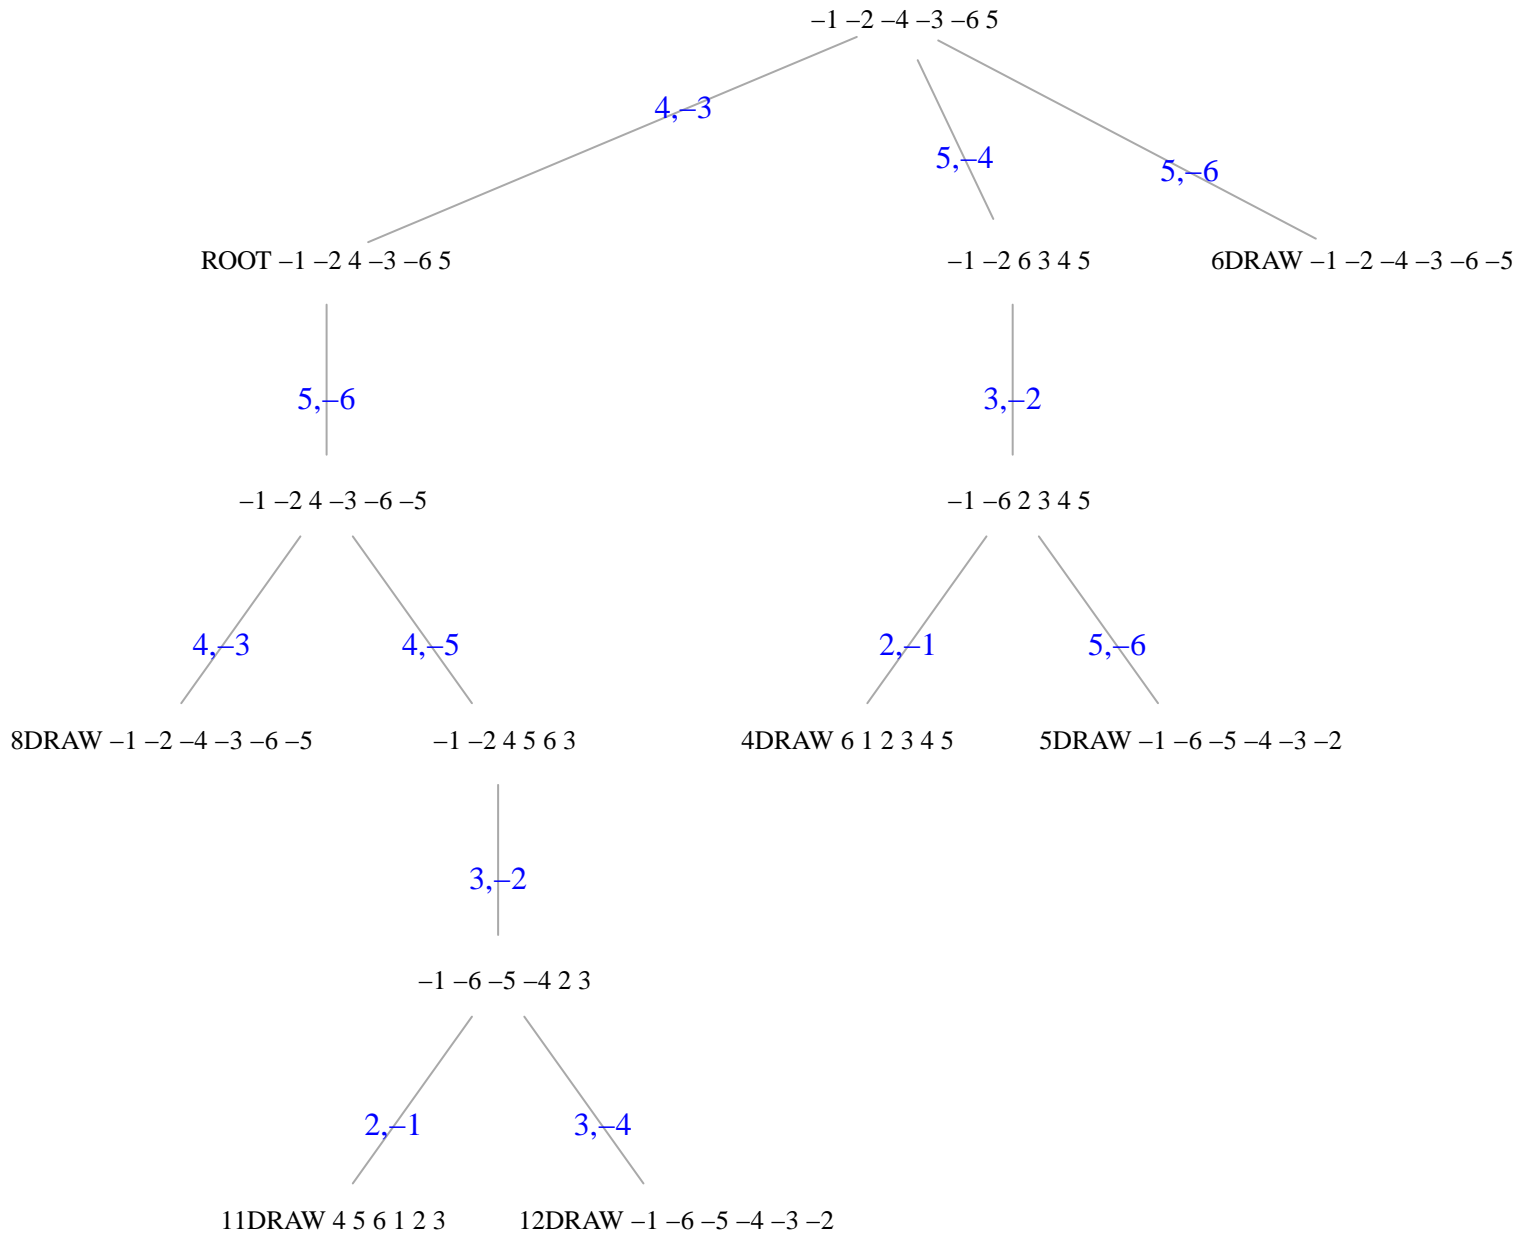 –1 –2 –4 –3 –6 5
4,–3
5,–4
5,–6
ROOT –1 –2 4 –3 –6 5
–1 –2 6 3 4 5
6DRAW –1 –2 –4 –3 –6 –5
5,–6
3,–2
–1 –2 4 –3 –6 –5
–1 –6 2 3 4 5
4,–3
4,–5
2,–1
5,–6
8DRAW –1 –2 –4 –3 –6 –5
–1 –2 4 5 6 3
4DRAW 6 1 2 3 4 5
5DRAW –1 –6 –5 –4 –3 –2
3,–2
–1 –6 –5 –4 2 3
2,–1
3,–4
11DRAW 4 5 6 1 2 3
12DRAW –1 –6 –5 –4 –3 –2